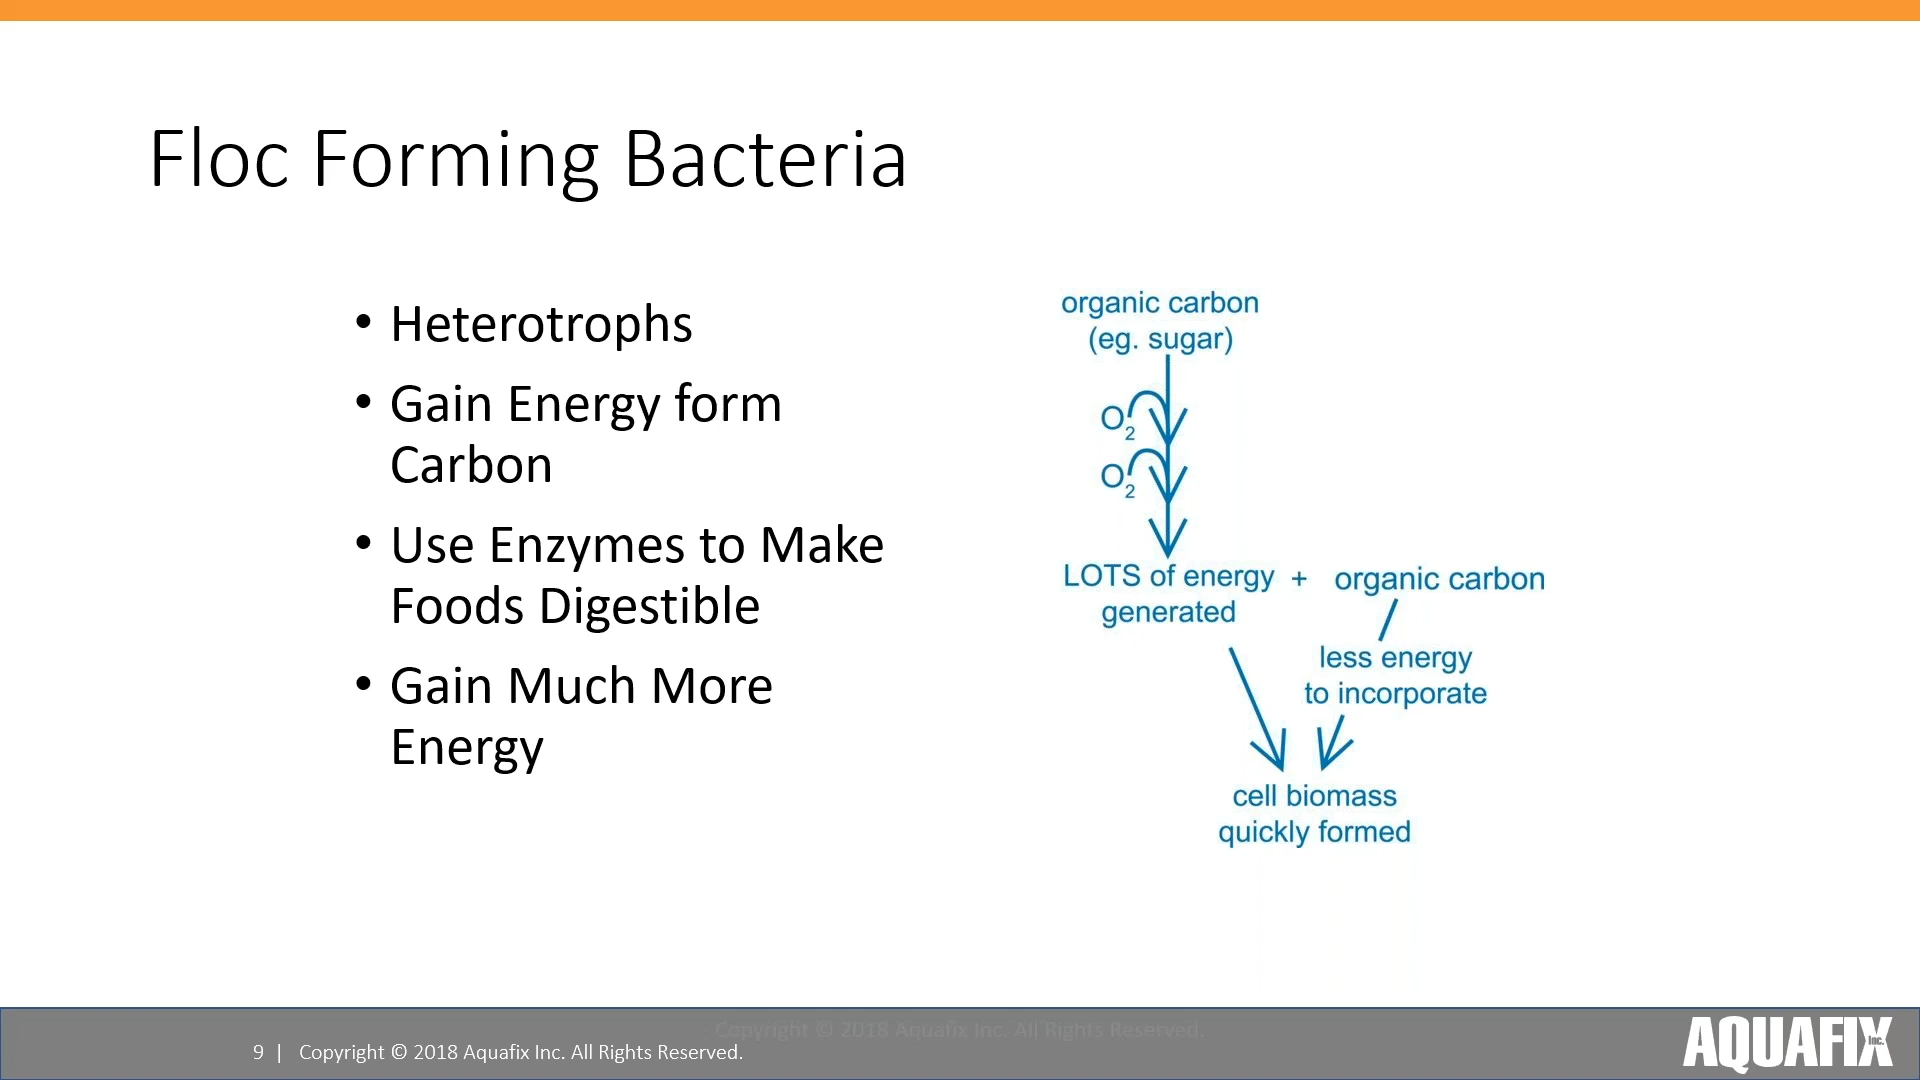 Floc Forming Bacteria
• Heterotrophs
• Gain Energy form
Carbon
• Use Enzymes to Make
Foods Digestible
• Gain Much More
Energy
organic carbon
(eg. sugar)
O2
O2
LOTS of energy + organic carbon
generated
less energy
to incorporate
cell biomass
quickly formed
Copyright © 2018 Aquafix Inc. All Rights Reserved.
9 | Copyright © 2018 Aquafix Inc. All Rights Reserved.
AQUAFIX Inc.